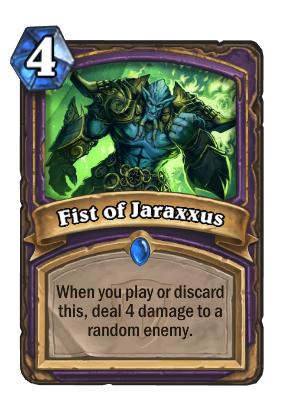 4
Fist of Jaraxxus
When you play or discard
this, deal 4 damage to a
random enemy.